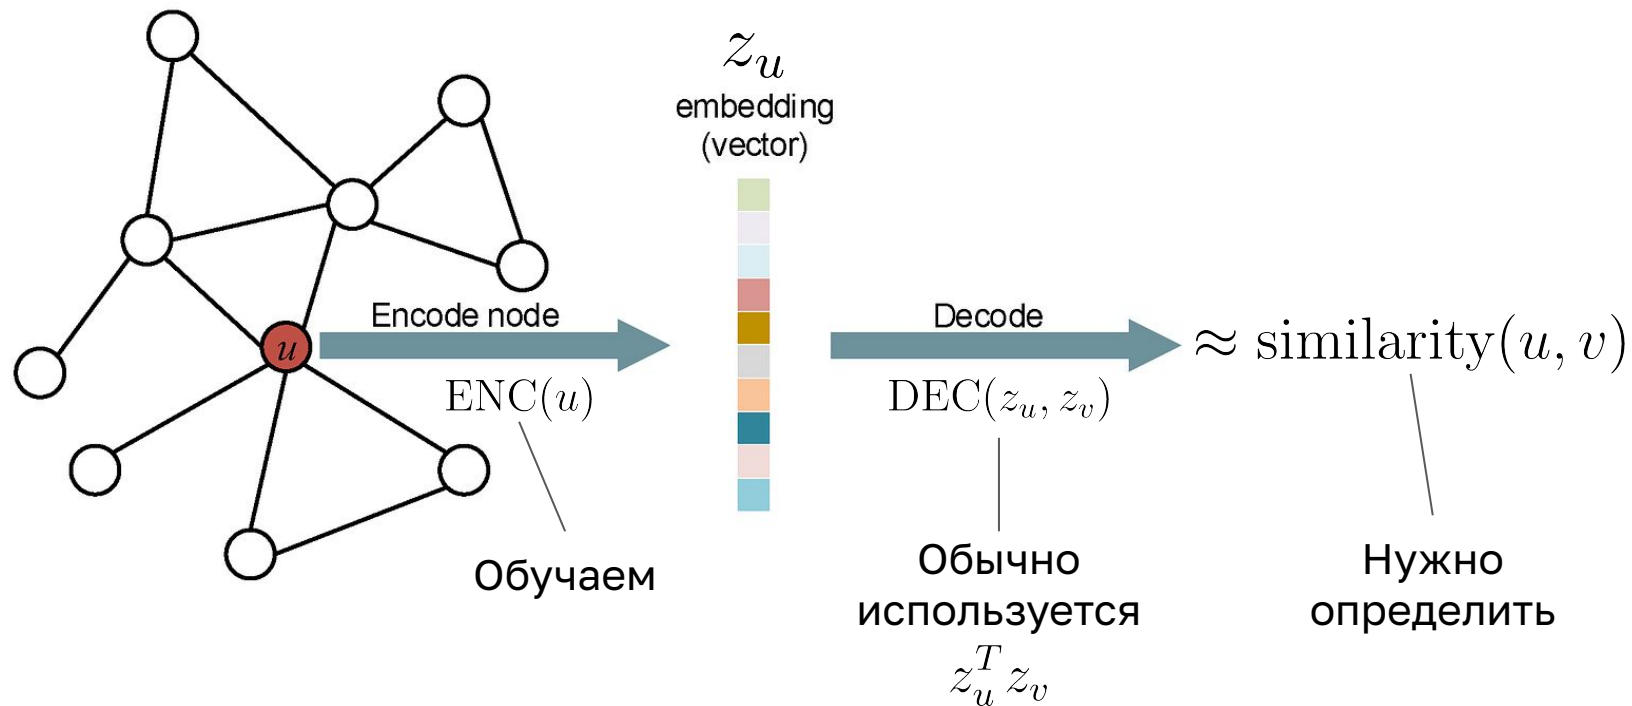 z_u
embedding
(vector)
u
Encode node
ENC(u)
Обучаем
Decode
DEC(z_u, z_v)
Обычно
используется
z_u^T z_v
≈ similarity(u, v)
Нужно
определить